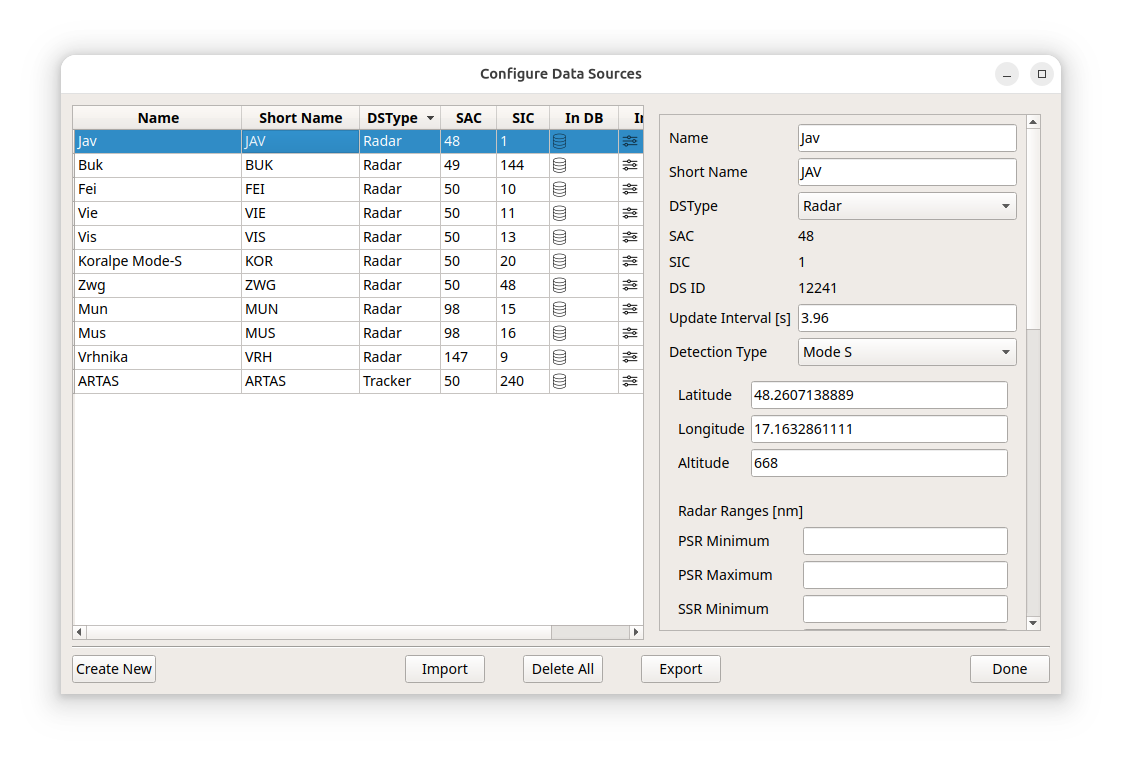 Configure Data Sources
Name Short Name DSType SAC SIC In DB
Jav JAV Radar 48 1
Buk BUK Radar 49 144
Fei FEI Radar 50 10
Vie VIE Radar 50 11
Vis VIS Radar 50 13
Koralpe Mode-S KOR Radar 50 20
Zwg ZWG Radar 50 48
Mun MUN Radar 98 15
Mus MUS Radar 98 16
Vrhnika VRH Radar 147 9
ARTAS ARTAS Tracker 50 240
Name Jav
Short Name JAV
DSType Radar
SAC 48
SIC 1
DS ID 12241
Update Interval [s] 3.96
Detection Type Mode S
Latitude 48.2607138889
Longitude 17.1632861111
Altitude 668
Radar Ranges [nm]
PSR Minimum
PSR Maximum
SSR Minimum
Create New Import Delete All Export Done